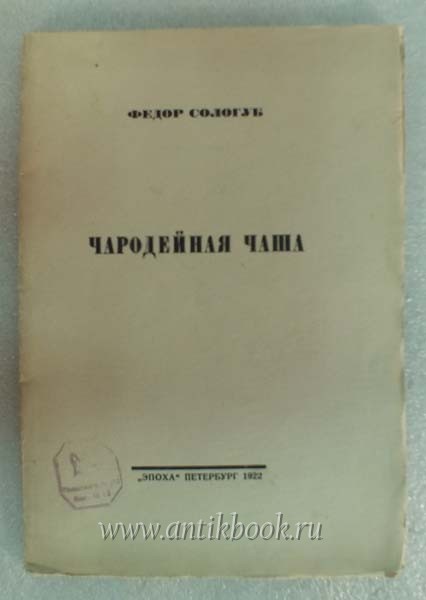 ФЕДОР СОЛОГУБ
ЧАРОДЕЙНАЯ ЧАША
„ЭПОХА“ ПЕТЕРБУРГ 1922
www.antikbook.ru